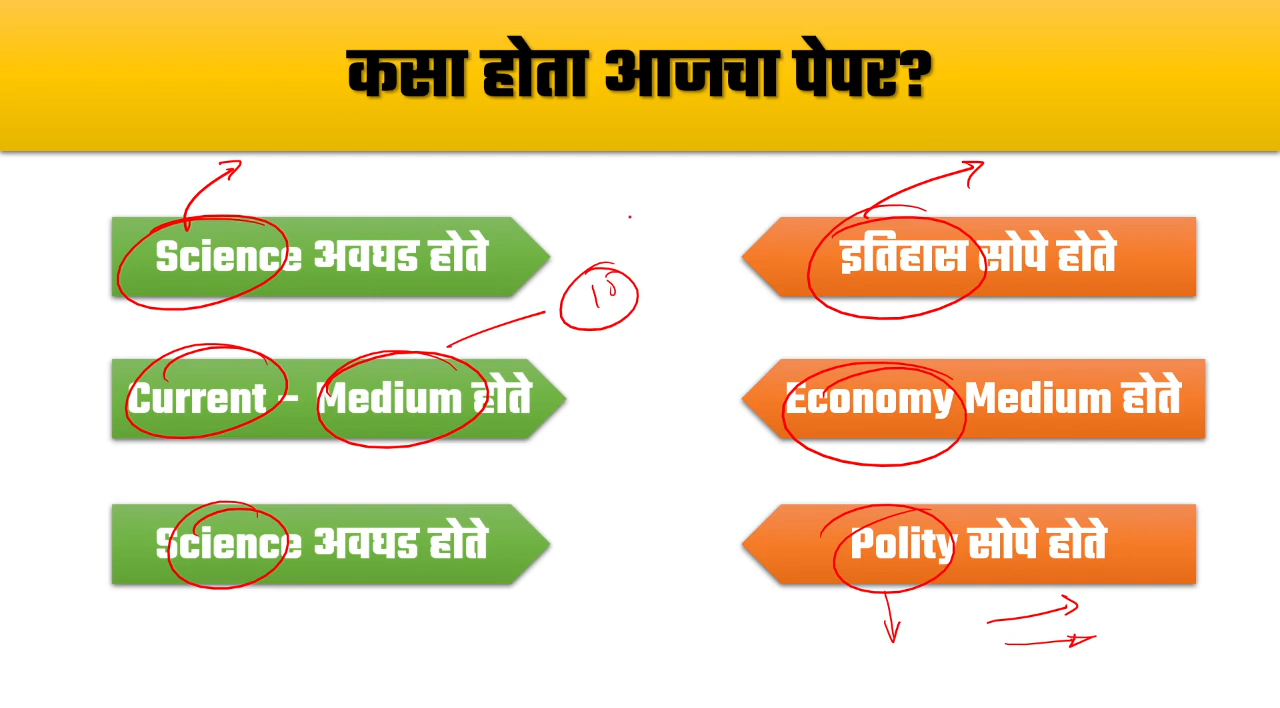 कसा होता आजचा पेपर?
Science अवघड होते
इतिहास सोपे होते
Current – Medium होते
Economy Medium होते
Science अवघड होते
Polity सोपे होते